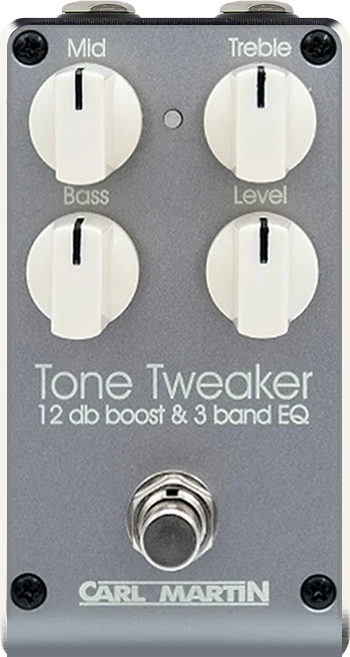 Mid Treble
Bass Level
Tone Tweaker
12 db boost & 3 band EQ
CARL MARTIN